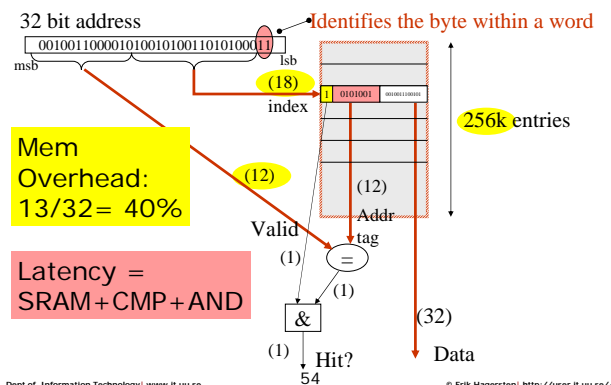 32 bit address
Identifies the byte within a word
00100110000101001010011010100011
msb
lsb
(18)
index
1 0101001 001001100101
256k entries
Mem
Overhead:
13/32= 40%
(12)
(12)
Addr
tag
Valid
(1)
=
(1)
Latency =
SRAM+CMP+AND
&
(32)
(1)
Hit?
Data
54
Dept of Information Technology| www.it.uu.se
© Erik Hagersten| http://user.it.uu.se/